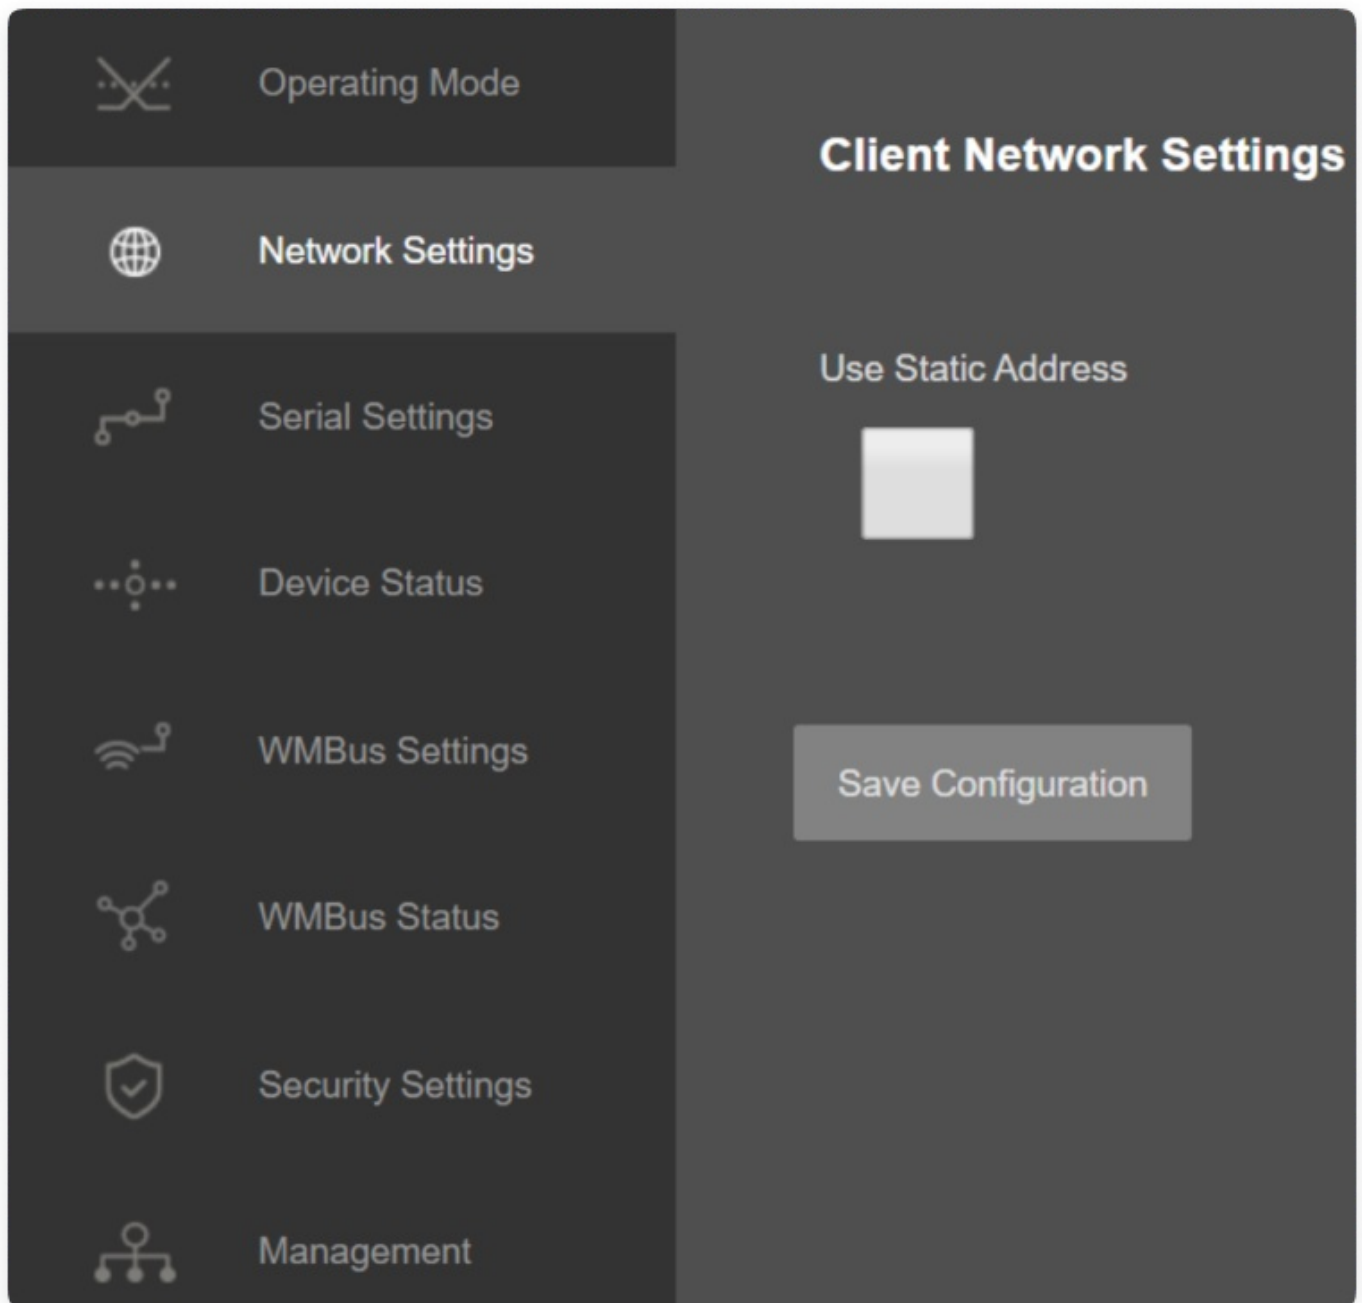 Operating Mode
Network Settings
Serial Settings
Device Status
WMBus Settings
WMBus Status
Security Settings
Management
Client Network Settings
Use Static Address
Save Configuration